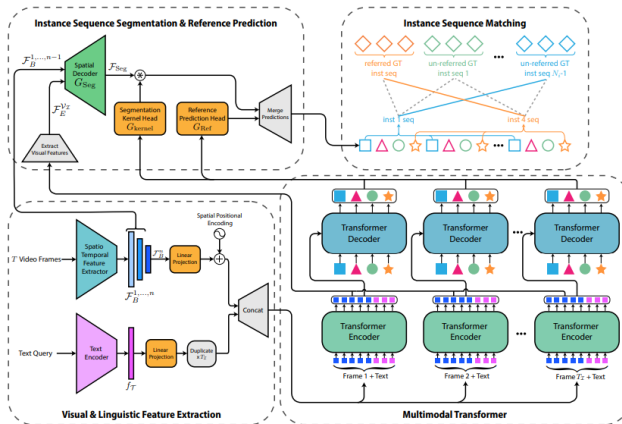 Instance Sequence Segmentation & Reference Prediction
Instance Sequence Matching
F_B^{1,...,n-1}
Spatial
Decoder
G_Seg
F_Seg
F_E^{V_I}
Extract
Visual Features
Segmentation
Kernel Head
G_kernel
Reference
Prediction Head
G_Ref
Merge
Predictions
referred GT
inst seq
un-referred GT
inst seq 1
...
un-referred GT
inst seq N_i-1
inst 1 seq
inst 4 seq
...
T Video Frames
Spatio
Temporal
Feature
Extractor
F_B^n
F_B^{1,...,n}
Linear
Projection
Spatial Positional
Encoding
Text Query
Text
Encoder
f_T
Linear
Projection
Duplicate
x T_I
Concat
Visual & Linguistic Feature Extraction
Transformer
Decoder
Transformer
Decoder
...
Transformer
Decoder
Transformer
Encoder
Transformer
Encoder
...
Transformer
Encoder
Frame 1 + Text
Frame 2 + Text
Frame T_I + Text
Multimodal Transformer